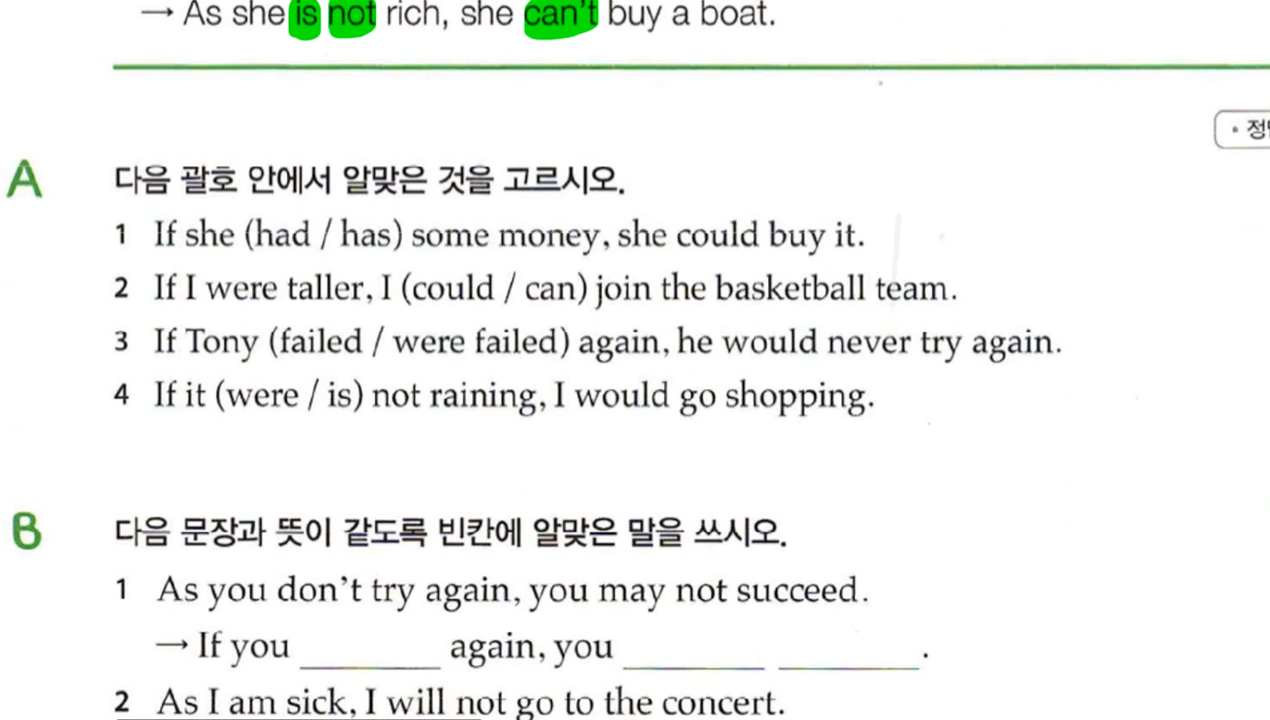 → As she is not rich, she can't buy a boat.
• 정
A 다음 괄호 안에서 알맞은 것을 고르시오.
1 If she (had / has) some money, she could buy it.
2 If I were taller, I (could / can) join the basketball team.
3 If Tony (failed / were failed) again, he would never try again.
4 If it (were / is) not raining, I would go shopping.
B 다음 문장과 뜻이 같도록 빈칸에 알맞은 말을 쓰시오.
1 As you don't try again, you may not succeed.
→ If you ________ again, you ________ ________ .
2 As I am sick, I will not go to the concert.